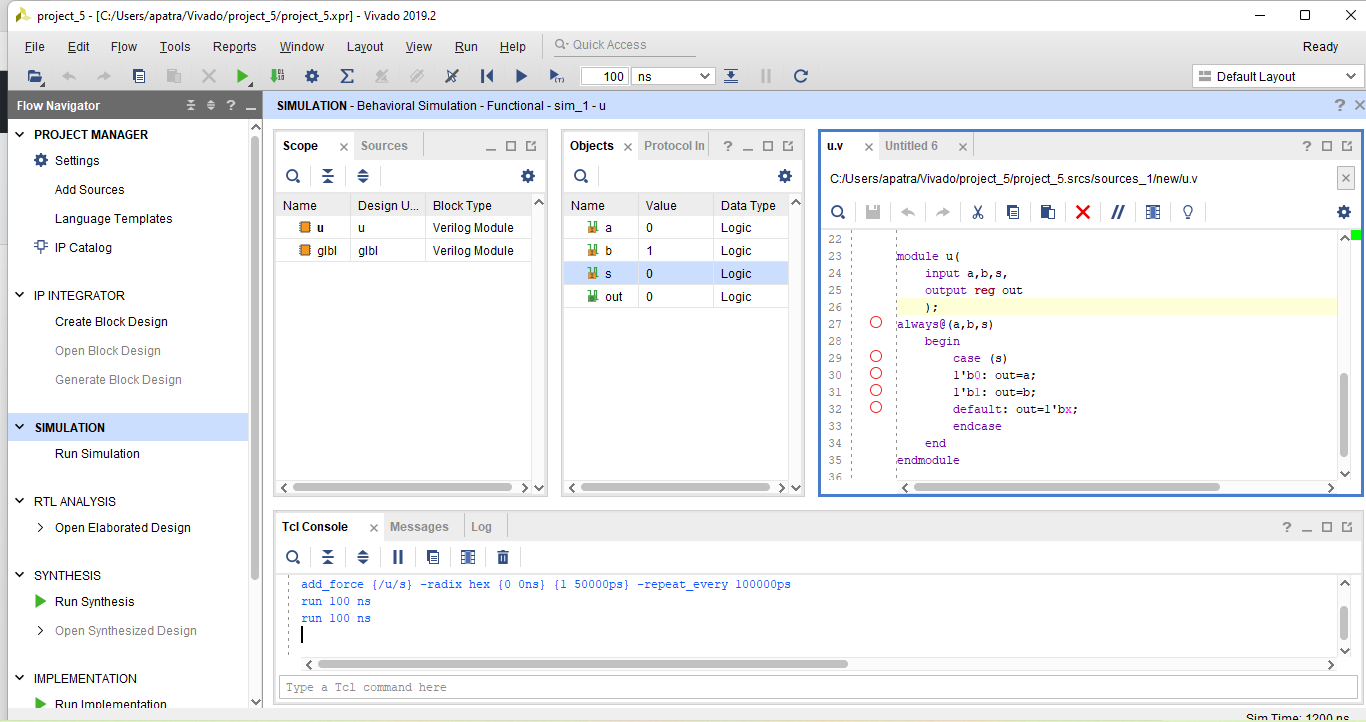 project_5 - [C:/Users/apatra/Vivado/project_5/project_5.xpr] - Vivado 2019.2
File Edit Flow Tools Reports Window Layout View Run Help Quick Access Ready
100 ns Default Layout
Flow Navigator
PROJECT MANAGER
Settings
Add Sources
Language Templates
IP Catalog
IP INTEGRATOR
Create Block Design
Open Block Design
Generate Block Design
SIMULATION
Run Simulation
RTL ANALYSIS
Open Elaborated Design
SYNTHESIS
Run Synthesis
Open Synthesized Design
IMPLEMENTATION
Run Implementation
SIMULATION - Behavioral Simulation - Functional - sim_1 - u
Scope Sources
Name Design U... Block Type
u u Verilog Module
glbl glbl Verilog Module
Objects Protocol In
Name Value Data Type
a 0 Logic
b 1 Logic
s 0 Logic
out 0 Logic
u.v Untitled 6
C:/Users/apatra/Vivado/project_5/project_5.srcs/sources_1/new/u.v
22
23 module u(
24 input a,b,s,
25 output reg out
26 );
27 always@(a,b,s)
28 begin
29 case (s)
30 1'b0: out=a;
31 1'b1: out=b;
32 default: out=1'bx;
33 endcase
34 end
35 endmodule
36
Tcl Console Messages Log
add_force {/u/s} -radix hex {0 0ns} {1 50000ps} -repeat_every 100000ps
run 100 ns
run 100 ns
Type a Tcl command here
Sim Time: 1200 ns